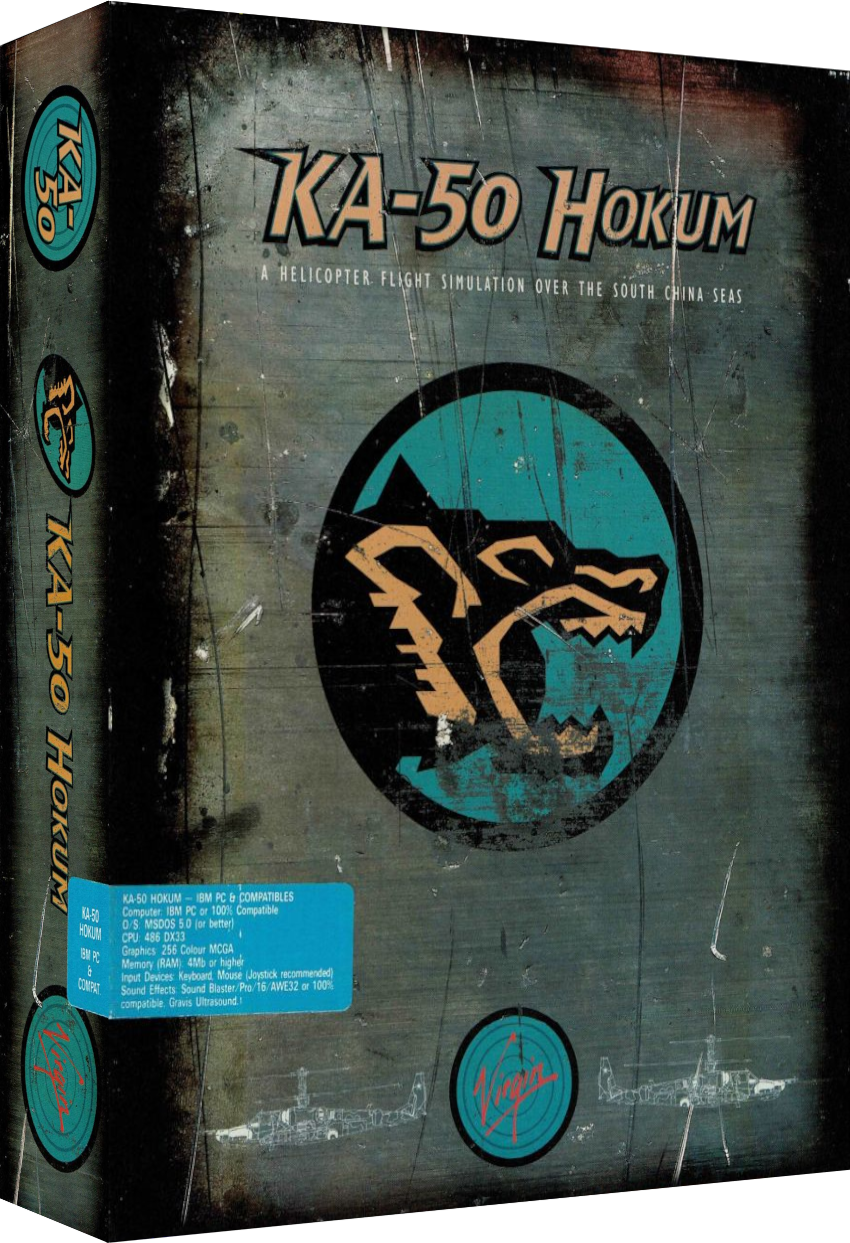 KA-50 HOKUM
A HELICOPTER FLIGHT SIMULATION OVER THE SOUTH CHINA SEAS
KA-
50
KA-50 HOKUM
KA-50
HOKUM
IBM PC
&
COMPAT.
KA-50 HOKUM — IBM PC & COMPATIBLES
Computer: IBM PC or 100% Compatible
O/S: MSDOS 5.0 (or better)
CPU: 486 DX33
Graphics: 256 Colour MCGA
Memory (RAM): 4Mb or higher
Input Devices: Keyboard, Mouse (Joystick recommended)
Sound Effects: Sound Blaster/Pro/16/AWE32 or 100%
compatible. Gravis Ultrasound.
Virgin
Virgin